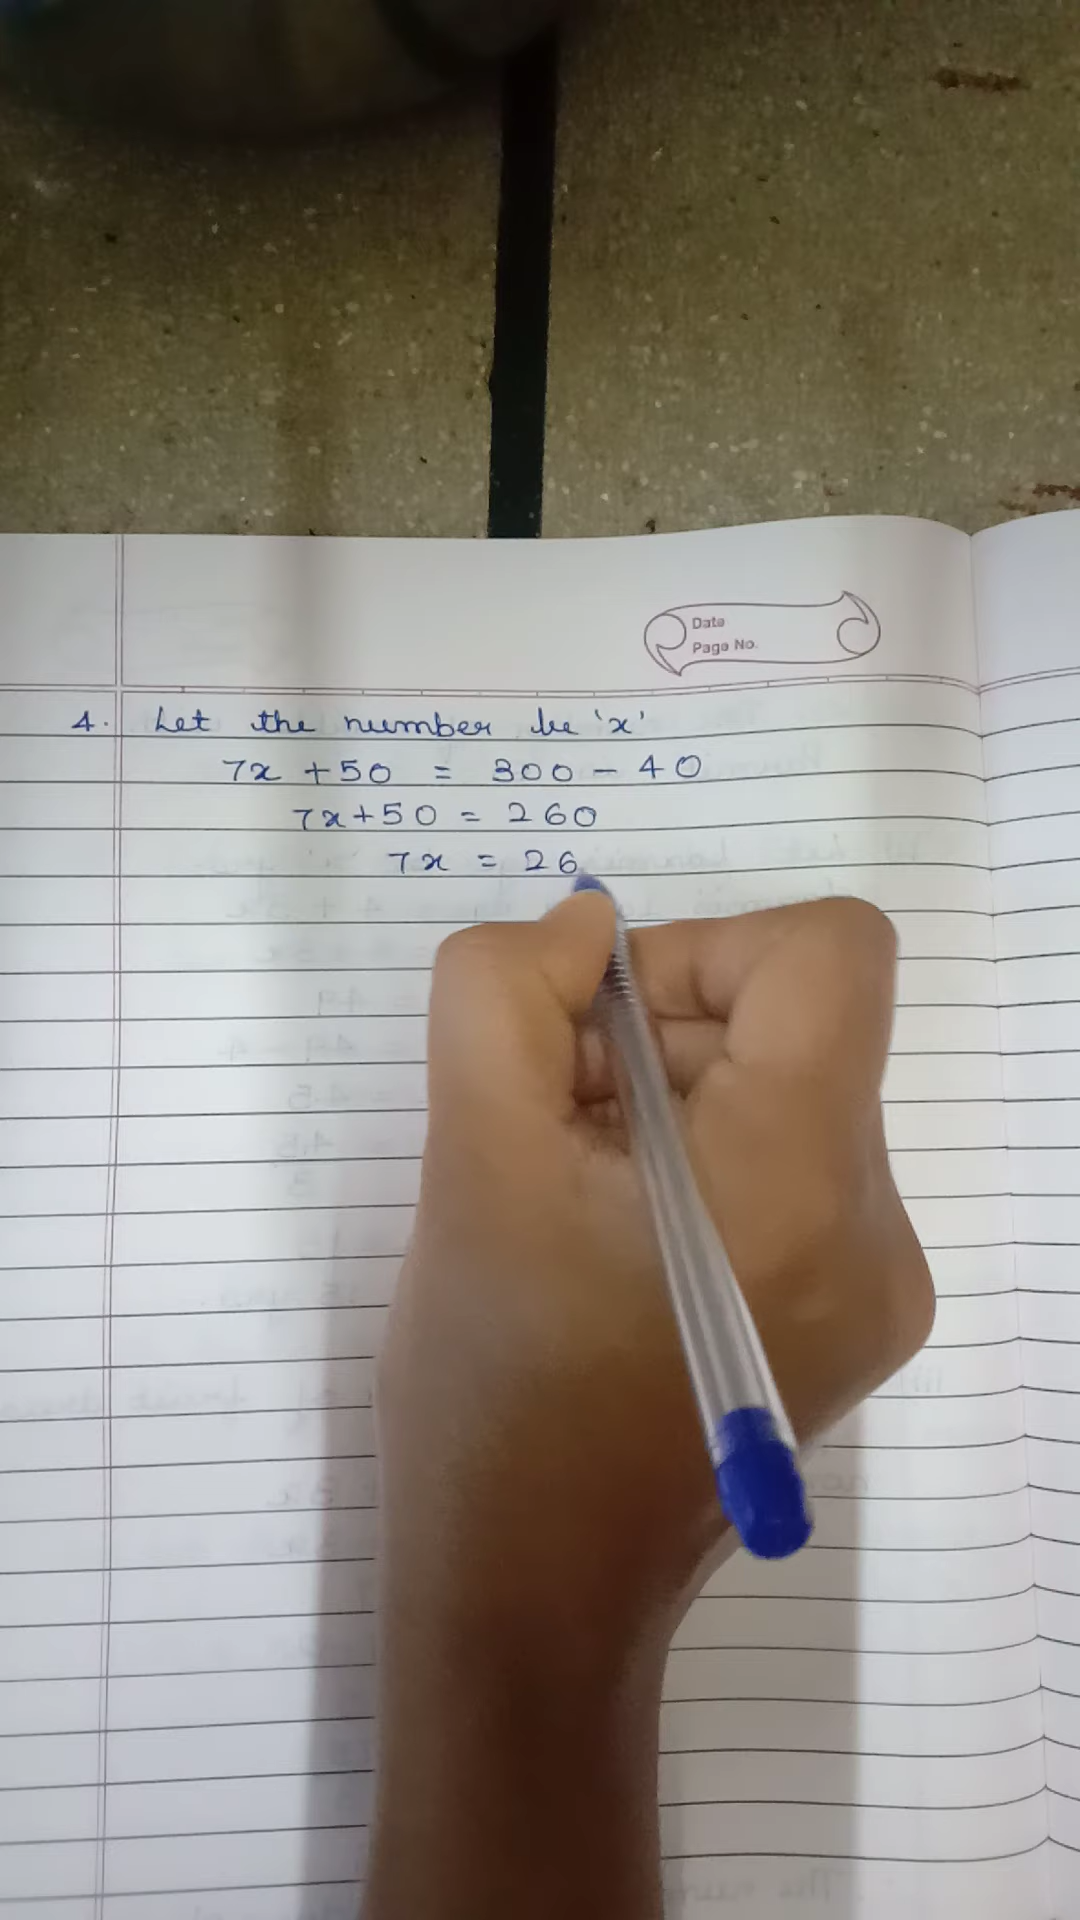 Date
Page No.
4. Let the number be 'x'
7x + 50 = 300 - 40
7x + 50 = 260
7x = 26